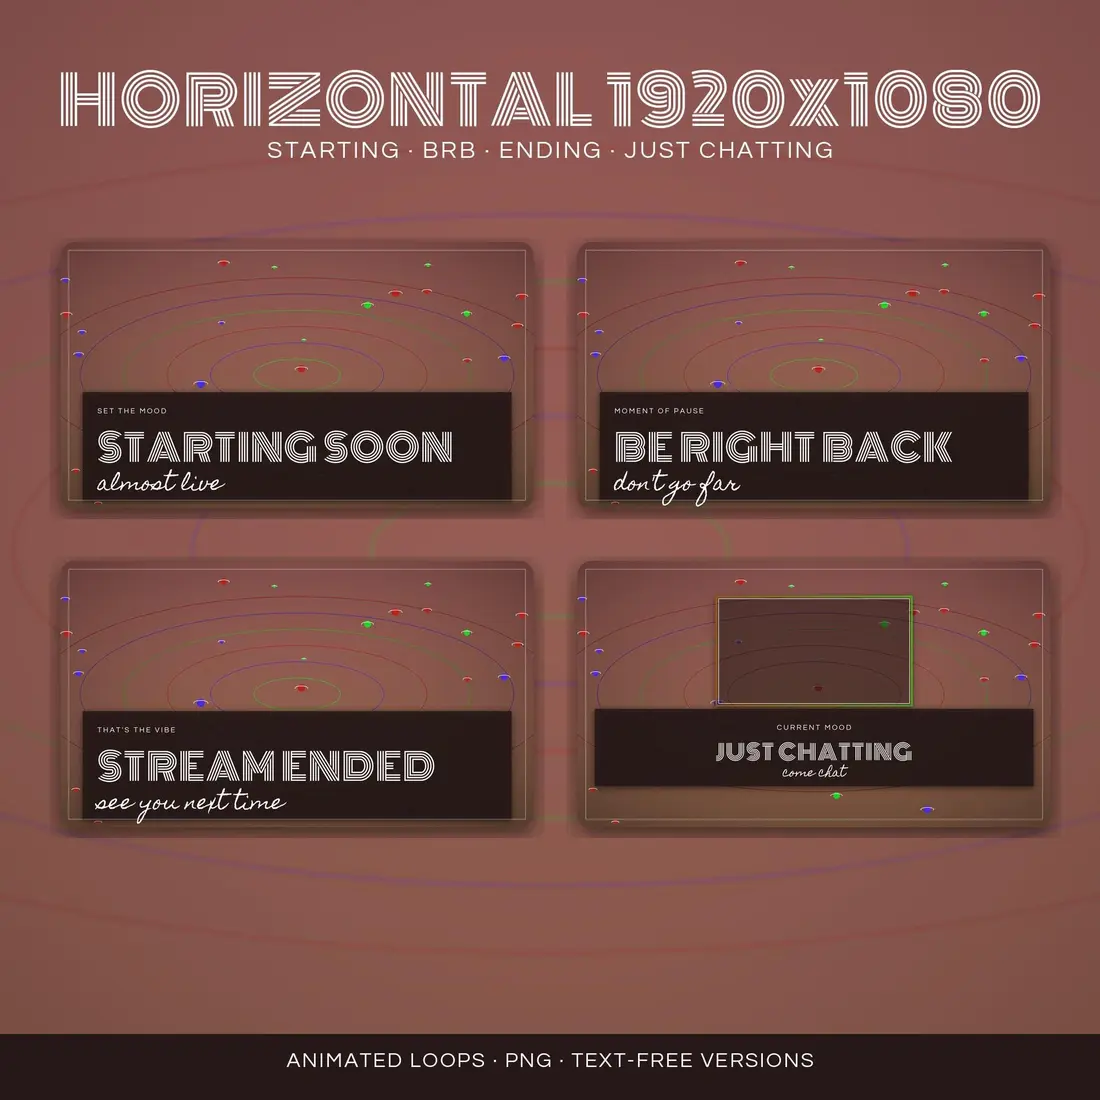 HORIZONTAL 1920x1080
STARTING · BRB · ENDING · JUST CHATTING
SET THE MOOD
STARTING SOON
almost live
MOMENT OF PAUSE
BE RIGHT BACK
don't go far
THAT'S THE VIBE
STREAM ENDED
see you next time
CURRENT MOOD
JUST CHATTING
come chat
ANIMATED LOOPS · PNG · TEXT-FREE VERSIONS